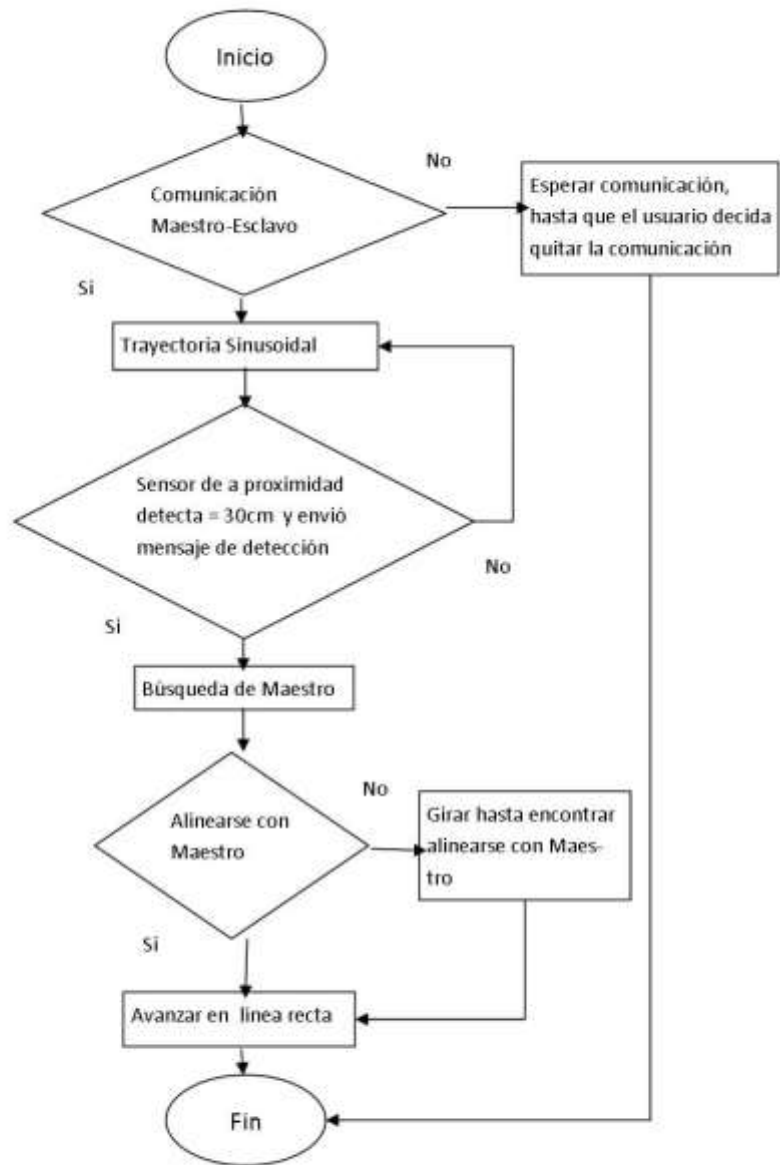 Inicio
No
Comunicación
Maestro-Esclavo
Esperar comunicación,
hasta que el usuario decida
quitar la comunicación
Si
Trayectoria Sinusoidal
Sensor de a proximidad
detecta = 30cm y envió
mensaje de detección
No
Si
Búsqueda de Maestro
No
Alinearse con
Maestro
Girar hasta encontrar
alinearse con Maes-
tro
Si
Avanzar en linea recta
Fin